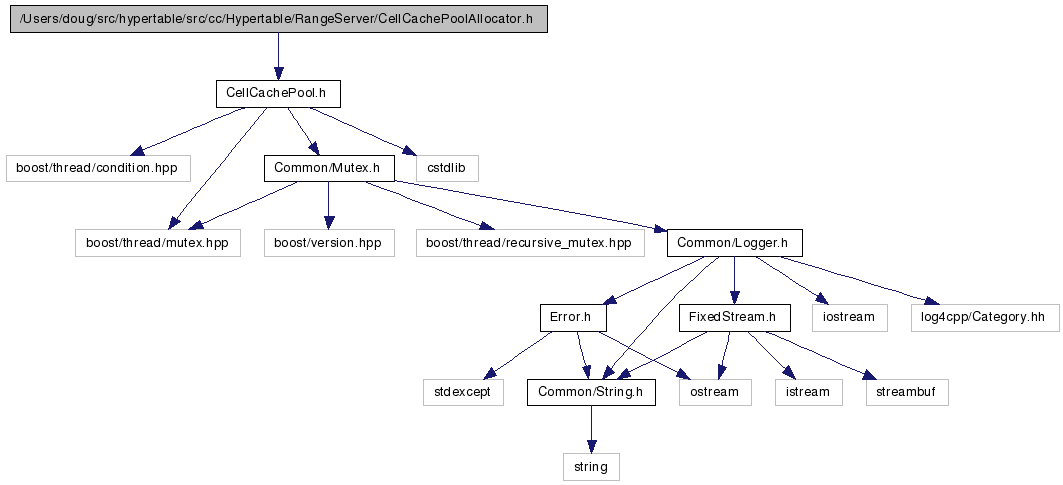 /Users/doug/src/hypertable/src/cc/Hypertable/RangeServer/CellCachePoolAllocator.h
CellCachePool.h
boost/thread/condition.hpp
Common/Mutex.h
cstdlib
boost/thread/mutex.hpp
boost/version.hpp
boost/thread/recursive_mutex.hpp
Common/Logger.h
Error.h
FixedStream.h
iostream
log4cpp/Category.hh
stdexcept
Common/String.h
ostream
istream
streambuf
string